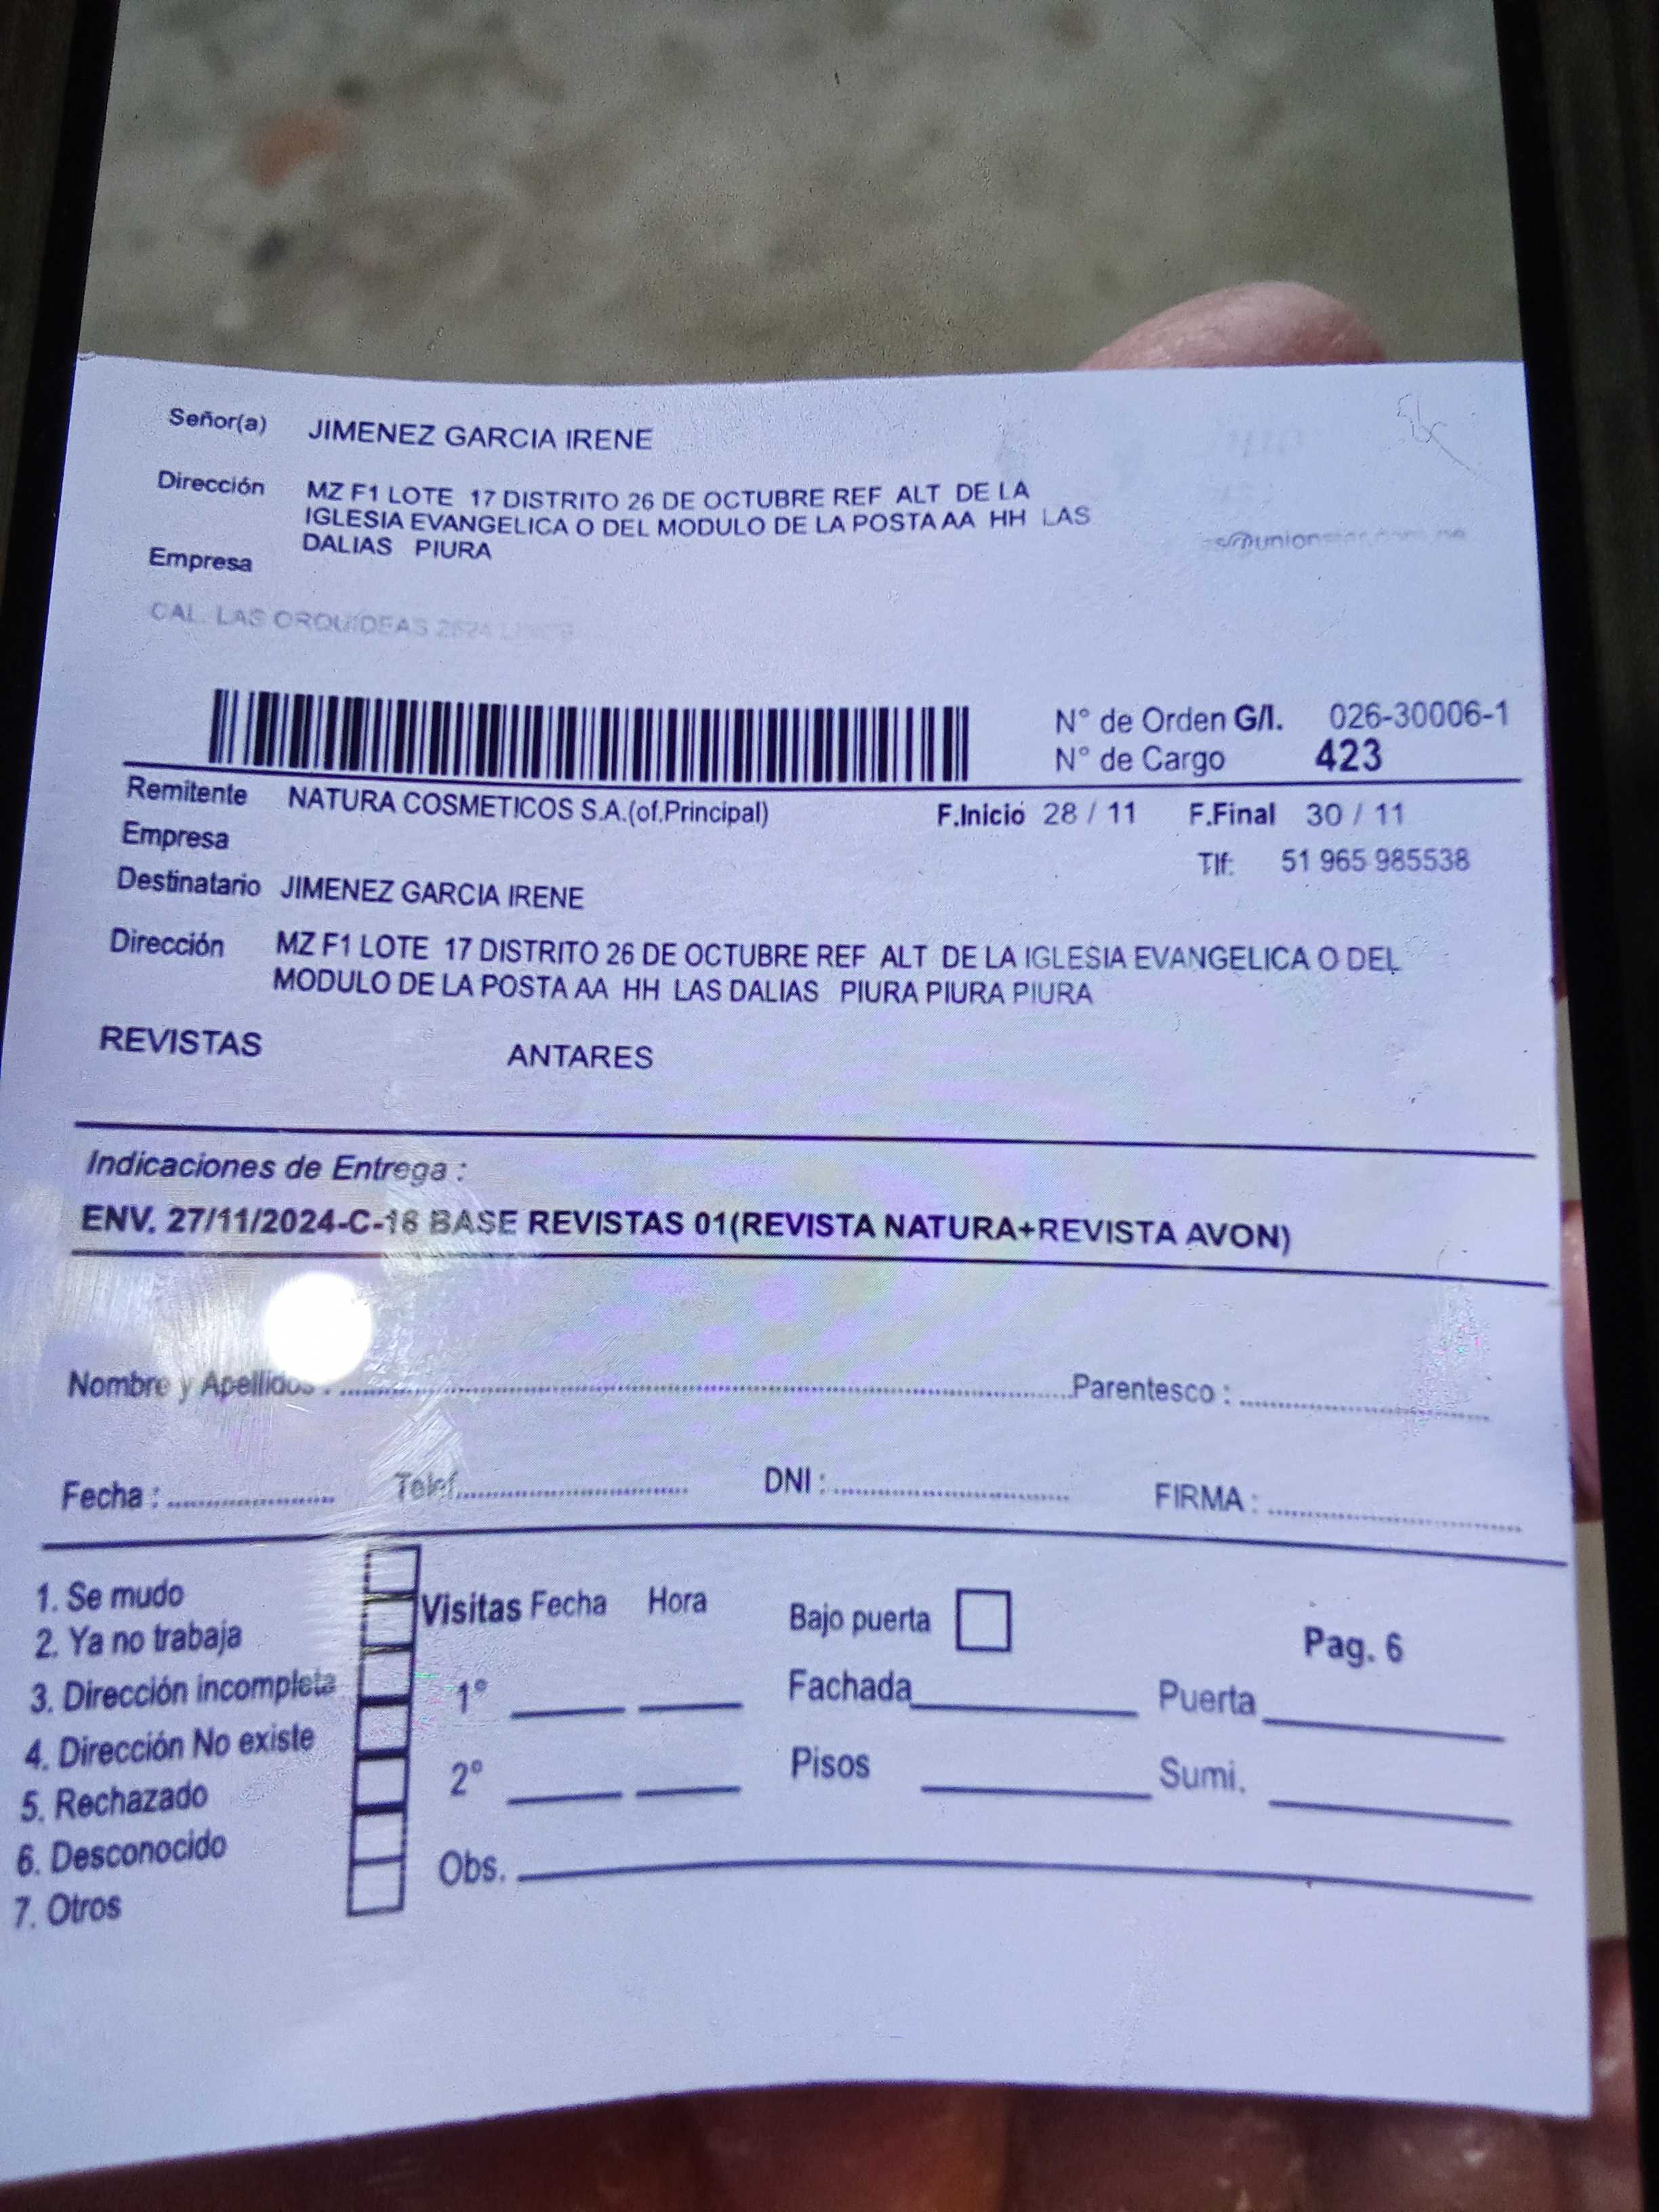 Señor(a) JIMENEZ GARCIA IRENE
Dirección MZ F1 LOTE 17 DISTRITO 26 DE OCTUBRE REF ALT DE LA
IGLESIA EVANGELICA O DEL MODULO DE LA POSTA AA HH LAS
DALIAS PIURA
Empresa
CAL. LAS ORQUÍDEAS
N° de Orden G/I. 026-30006-1
N° de Cargo 423
Remitente NATURA COSMETICOS S.A.(of.Principal) F.Inicio 28 / 11 F.Final 30 / 11
Empresa
Tlf: 51 965 985538
Destinatario JIMENEZ GARCIA IRENE
Dirección MZ F1 LOTE 17 DISTRITO 26 DE OCTUBRE REF ALT DE LA IGLESIA EVANGELICA O DEL
MODULO DE LA POSTA AA HH LAS DALIAS PIURA PIURA PIURA
REVISTAS ANTARES
Indicaciones de Entrega :
ENV. 27/11/2024-C-16 BASE REVISTAS 01(REVISTA NATURA+REVISTA AVON)
Nombre y Apellidos : Parentesco :
Fecha : Telef. DNI : FIRMA :
1. Se mudo
2. Ya no trabaja
3. Dirección incompleta
4. Dirección No existe
5. Rechazado
6. Desconocido
7. Otros
Visitas Fecha Hora
1°
2°
Obs.
Bajo puerta
Fachada
Pisos
Pag. 6
Puerta
Sumi.